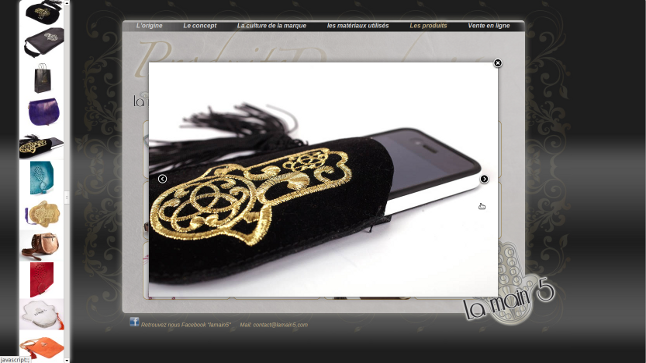 L'origine Le concept La culture de la marque les matériaux utilisés Les produits Vente en ligne
la
la main 5
Retrouvez nous Facebook "lamain5" Mail: contact@lamain5.com
javascript:;